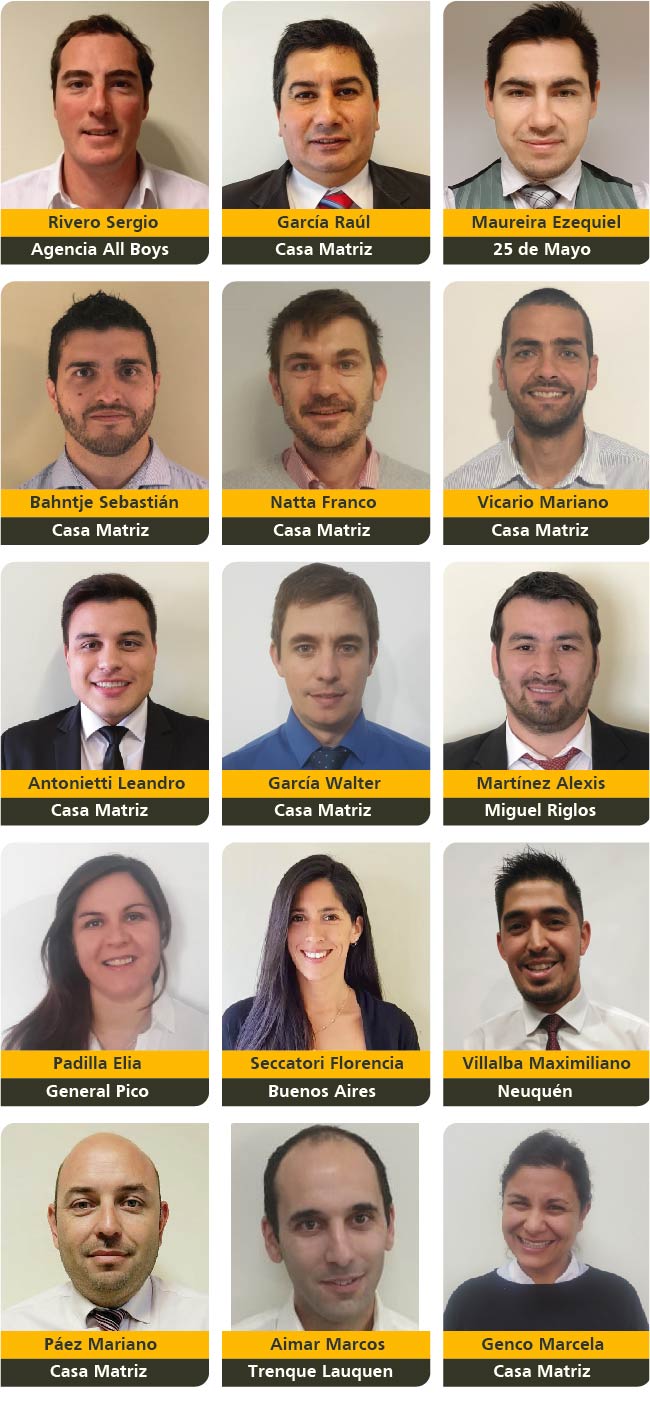 Rivero Sergio
Agencia All Boys
García Raúl
Casa Matriz
Maureira Ezequiel
25 de Mayo
Bahntje Sebastián
Casa Matriz
Natta Franco
Casa Matriz
Vicario Mariano
Casa Matriz
Antonietti Leandro
Casa Matriz
García Walter
Casa Matriz
Martínez Alexis
Miguel Riglos
Padilla Elia
General Pico
Seccatori Florencia
Buenos Aires
Villalba Maximiliano
Neuquén
Páez Mariano
Casa Matriz
Aimar Marcos
Trenque Lauquen
Genco Marcela
Casa Matriz